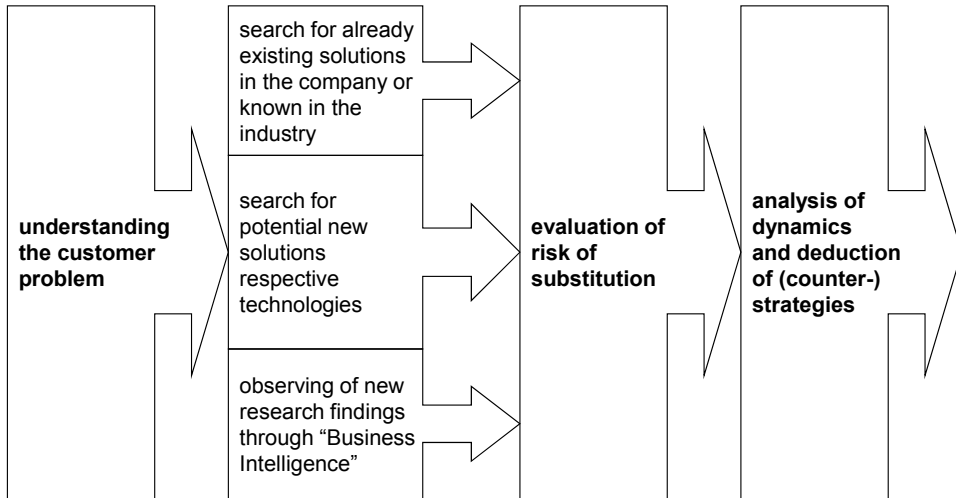 understanding
the customer
problem
search for already
existing solutions
in the company or
known in the
industry
search for
potential new
solutions
respective
technologies
observing of new
research findings
through “Business
Intelligence”
evaluation of
risk of
substitution
analysis of
dynamics
and deduction
of (counter-)
strategies